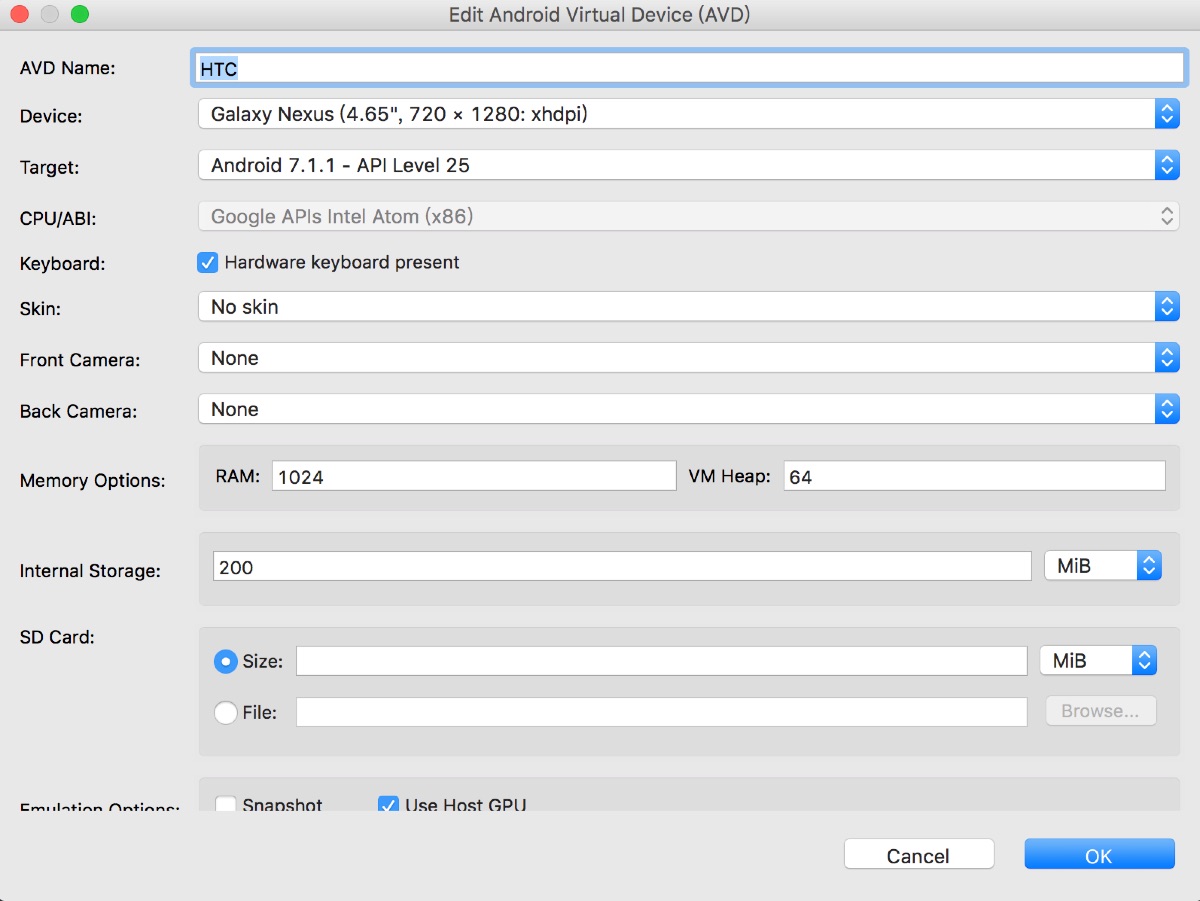 Edit Android Virtual Device (AVD)
AVD Name: HTC
Device: Galaxy Nexus (4.65", 720 × 1280: xhdpi)
Target: Android 7.1.1 - API Level 25
CPU/ABI: Google APIs Intel Atom (x86)
Keyboard: Hardware keyboard present
Skin: No skin
Front Camera: None
Back Camera: None
Memory Options: RAM: 1024 VM Heap: 64
Internal Storage: 200 MiB
SD Card:
Size: MiB
File: Browse...
Emulation Options: Snapshot Use Host GPU
Cancel OK